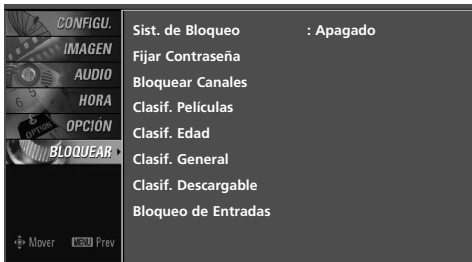 CONFIGU.
IMAGEN
AUDIO
HORA
OPCIÓN
BLOQUEAR
Mover MENU Prev
Sist. de Bloqueo : Apagado
Fijar Contraseña
Bloquear Canales
Clasif. Películas
Clasif. Edad
Clasif. General
Clasif. Descargable
Bloqueo de Entradas